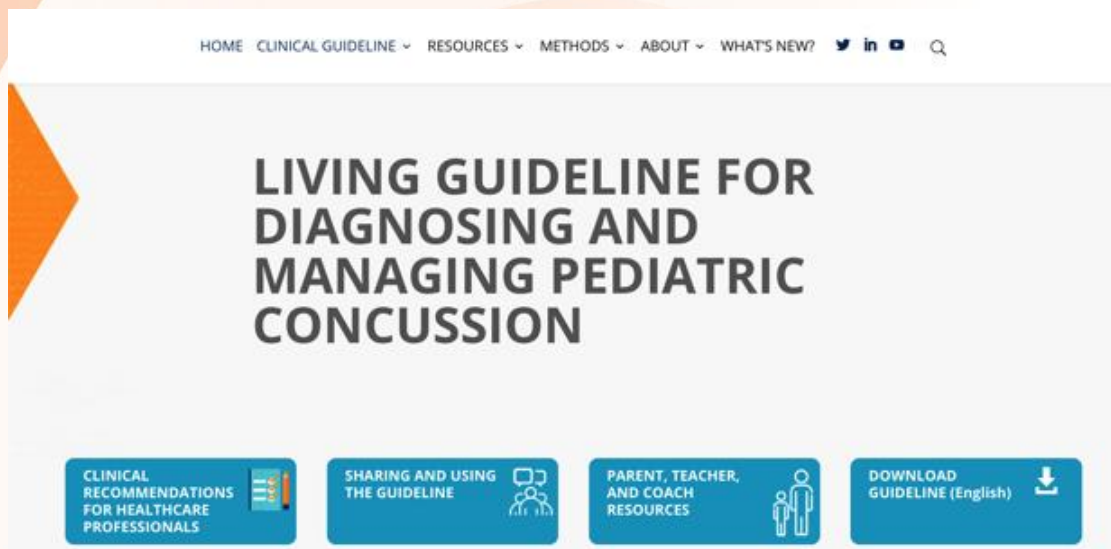 HOME CLINICAL GUIDELINE RESOURCES METHODS ABOUT WHAT'S NEW?
LIVING GUIDELINE FOR
DIAGNOSING AND
MANAGING PEDIATRIC
CONCUSSION
CLINICAL
RECOMMENDATIONS
FOR HEALTHCARE
PROFESSIONALS
SHARING AND USING
THE GUIDELINE
PARENT, TEACHER,
AND COACH
RESOURCES
DOWNLOAD
GUIDELINE (English)